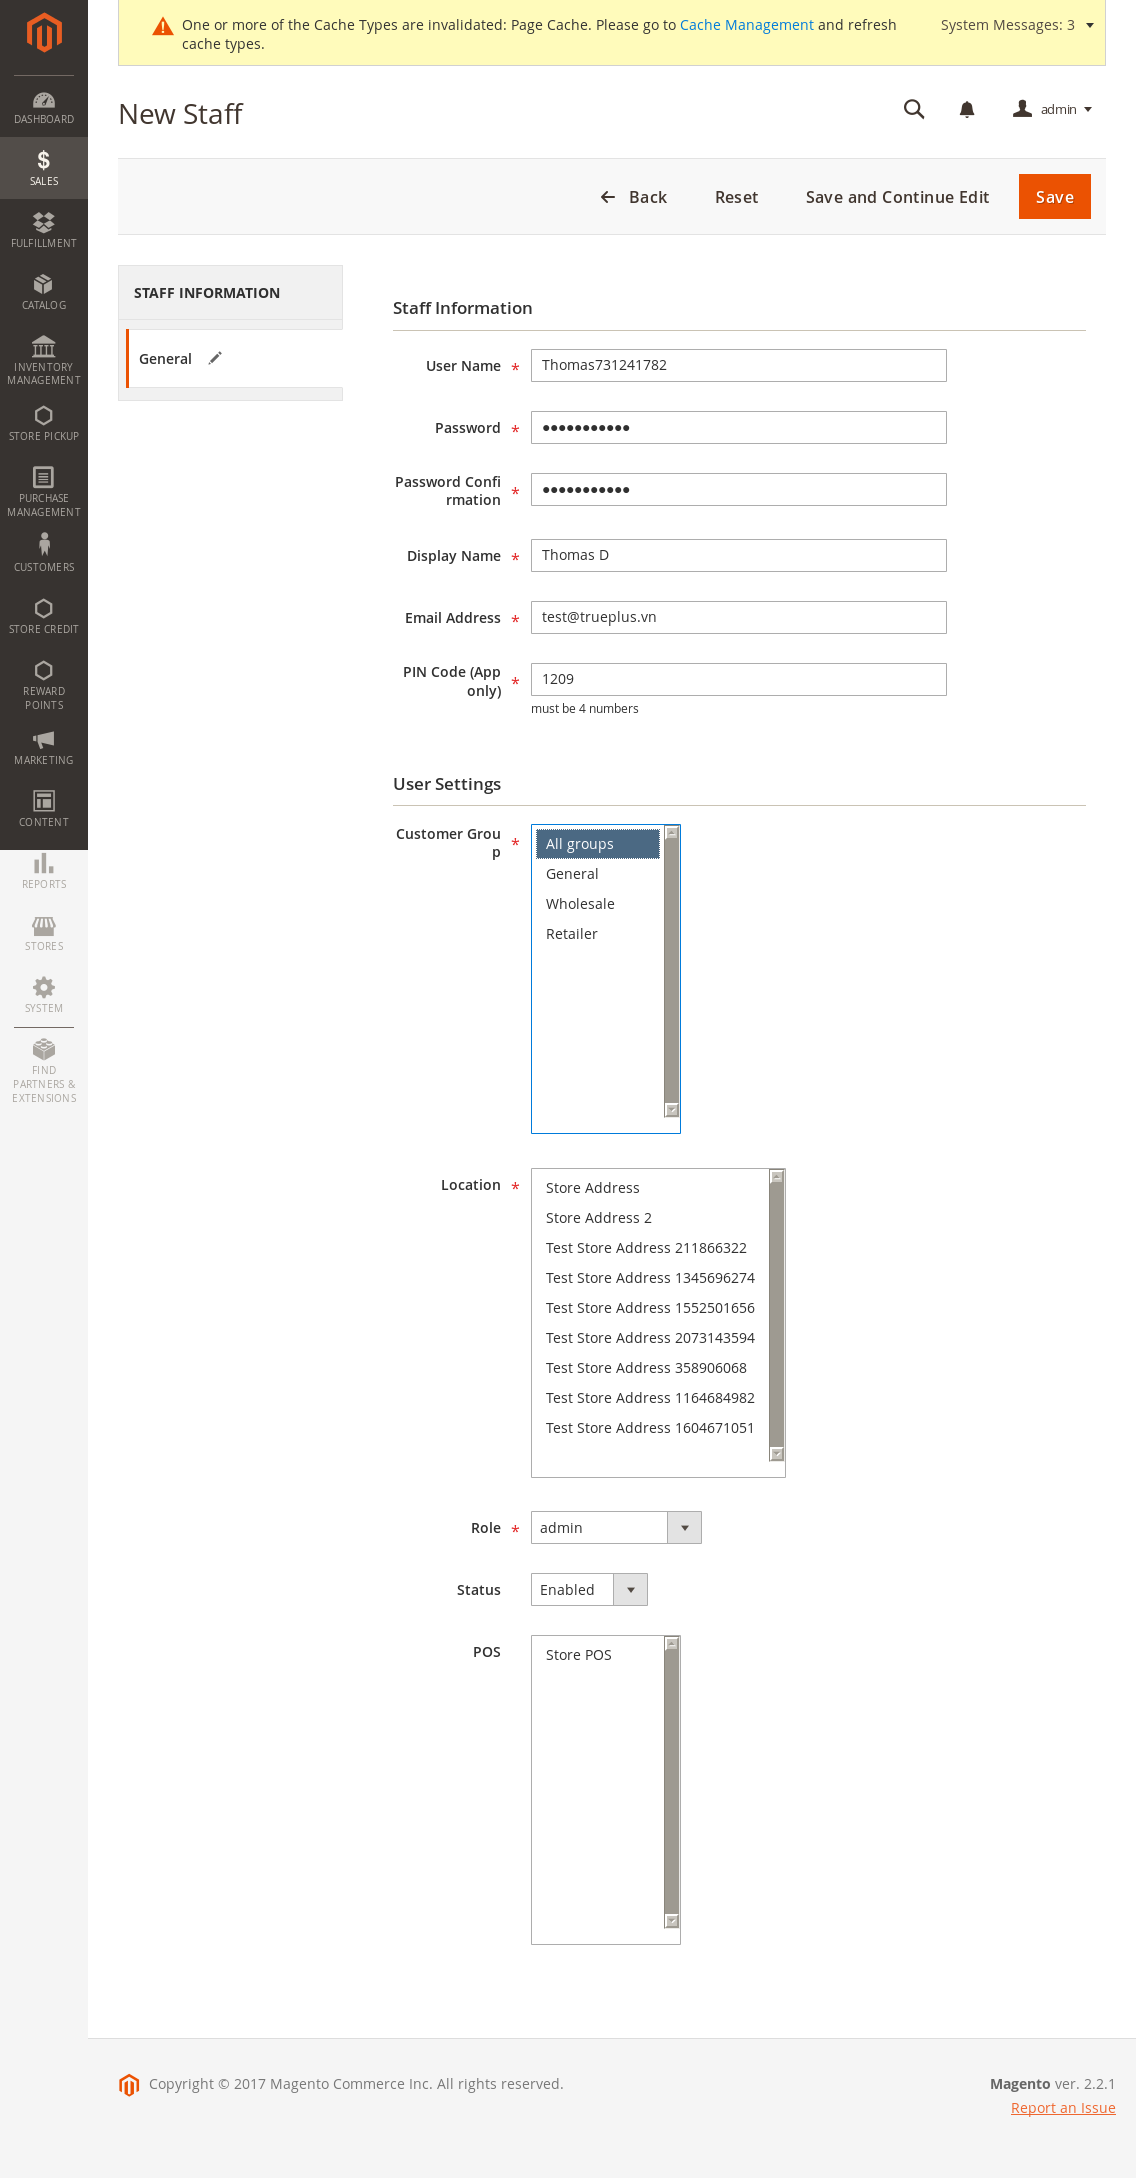 One or more of the Cache Types are invalidated: Page Cache. Please go to Cache Management and refresh
cache types.
System Messages: 3
New Staff
admin
Back
Reset
Save and Continue Edit
Save
DASHBOARD
SALES
FULFILLMENT
CATALOG
INVENTORY
MANAGEMENT
STORE PICKUP
PURCHASE
MANAGEMENT
CUSTOMERS
STORE CREDIT
REWARD
POINTS
MARKETING
CONTENT
REPORTS
STORES
SYSTEM
FIND
PARTNERS &
EXTENSIONS
STAFF INFORMATION
General
Staff Information
User Name * Thomas731241782
Password * ●●●●●●●●●●●
Password Confi
rmation * ●●●●●●●●●●●
Display Name * Thomas D
Email Address * test@trueplus.vn
PIN Code (App
only) * 1209
must be 4 numbers
User Settings
Customer Grou
p *
All groups
General
Wholesale
Retailer
Location *
Store Address
Store Address 2
Test Store Address 211866322
Test Store Address 1345696274
Test Store Address 1552501656
Test Store Address 2073143594
Test Store Address 358906068
Test Store Address 1164684982
Test Store Address 1604671051
Role * admin
Status Enabled
POS
Store POS
Copyright © 2017 Magento Commerce Inc. All rights reserved.
Magento ver. 2.2.1
Report an Issue